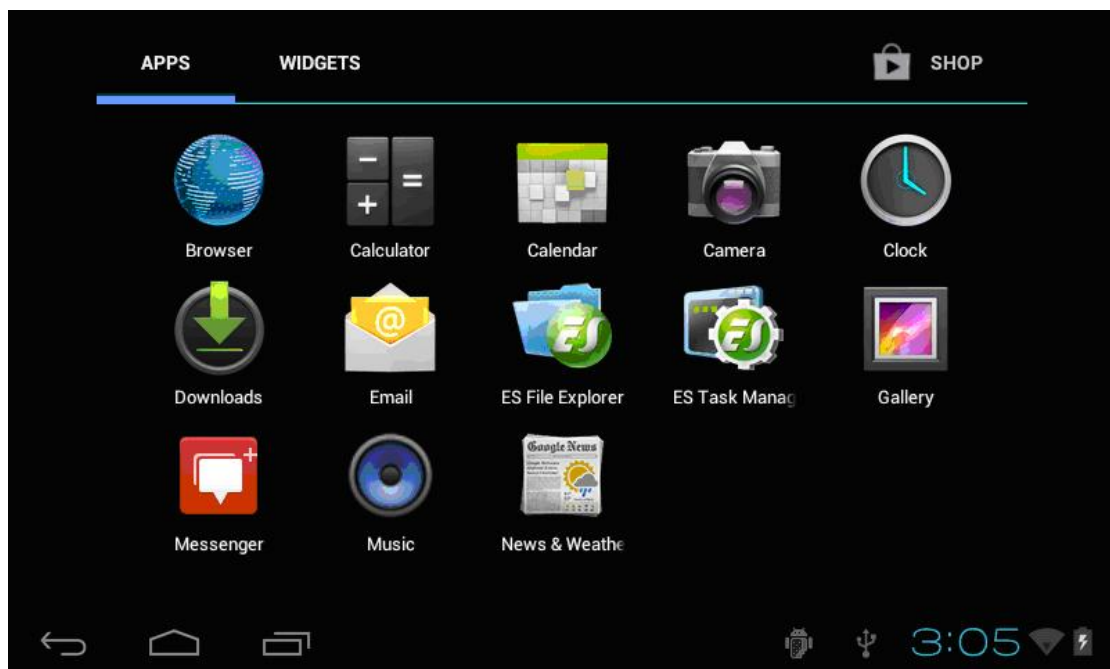 APPS WIDGETS SHOP
Browser Calculator Calendar Camera Clock
Downloads Email ES File Explorer ES Task Manag Gallery
Google News
Messenger Music News & Weathe
3:05